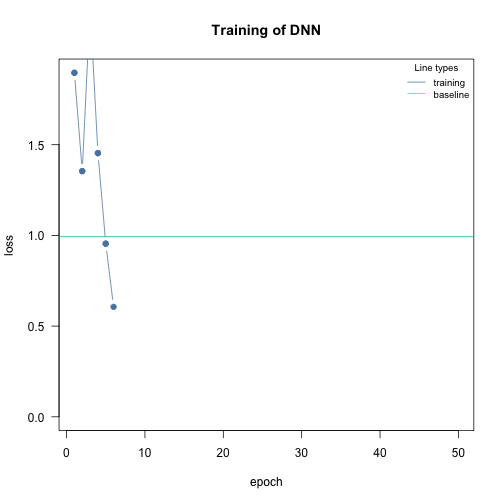 Training of DNN
Line types
training
baseline
loss
1.5
1.0
0.5
0.0
0 10 20 30 40 50
epoch